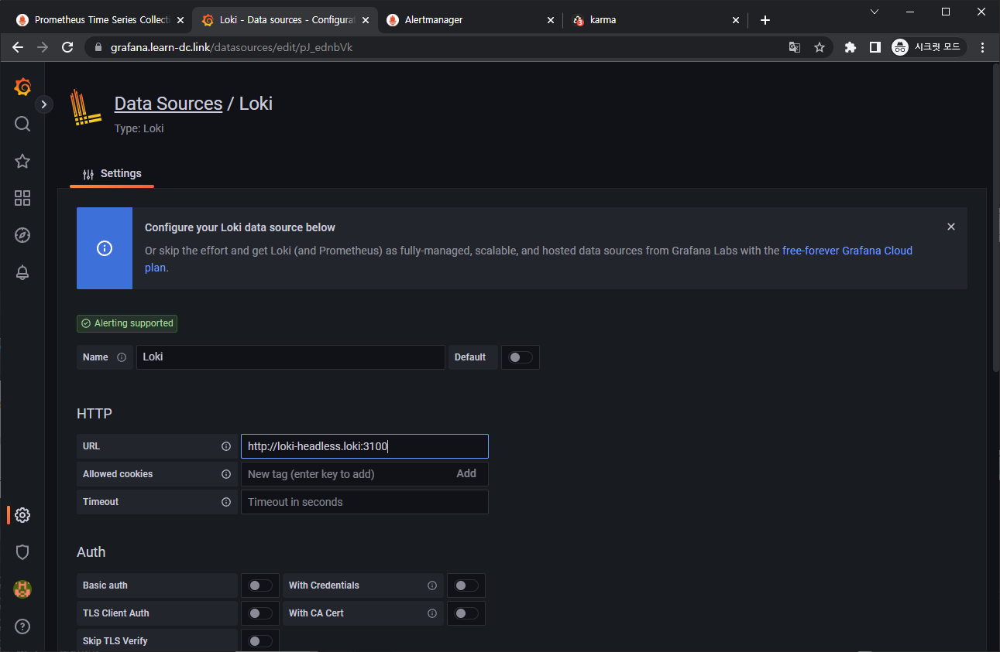 Prometheus Time Series Collecti
Loki - Data sources - Configurat
Alertmanager
karma
grafana.learn-dc.link/datasources/edit/pJ_ednbVk
시크릿 모드
Data Sources / Loki
Type: Loki
Settings
Configure your Loki data source below
Or skip the effort and get Loki (and Prometheus) as fully-managed, scalable, and hosted data sources from Grafana Labs with the free-forever Grafana Cloud
plan.
Alerting supported
Name
Loki
Default
HTTP
URL
http://loki-headless.loki:3100
Allowed cookies
New tag (enter key to add)
Add
Timeout
Timeout in seconds
Auth
Basic auth
With Credentials
TLS Client Auth
With CA Cert
Skip TLS Verify